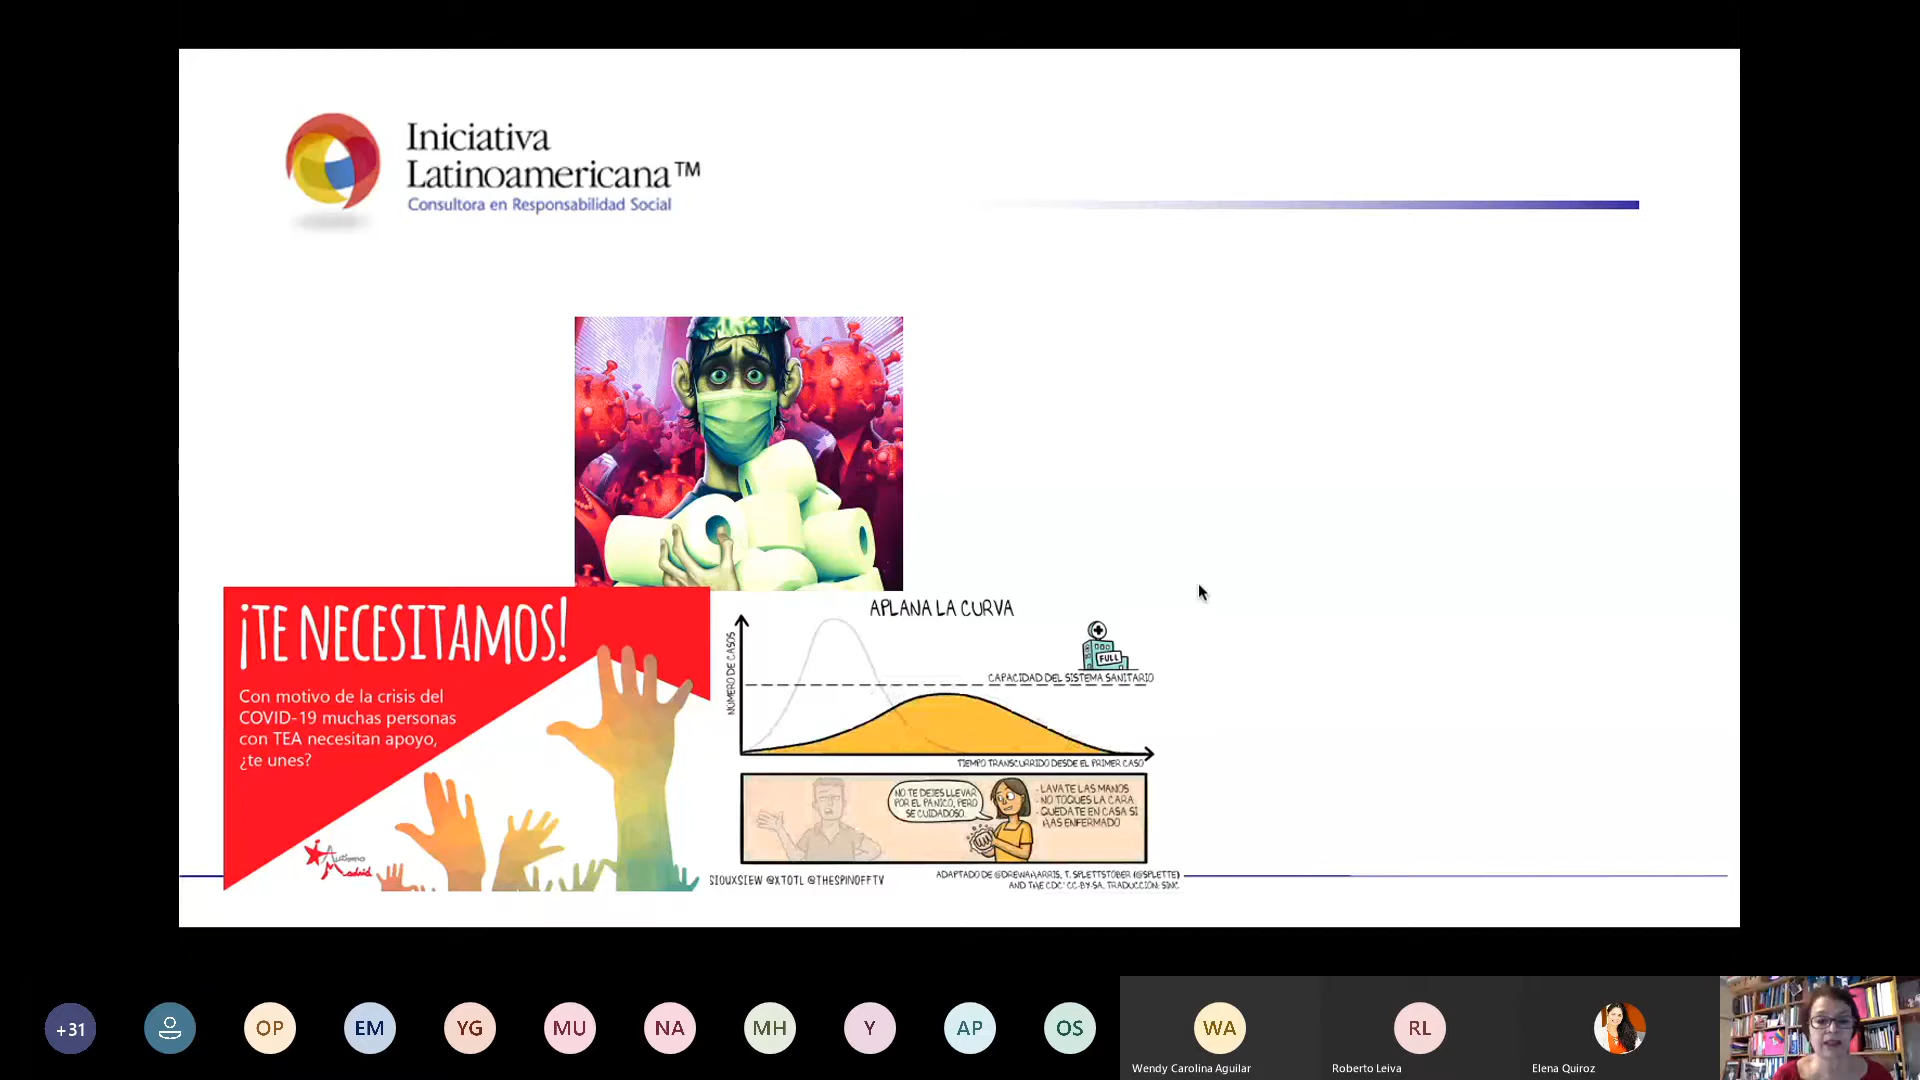 Iniciativa
Latinoamericana™
Consultora en Responsabilidad Social
¡TE NECESITAMOS!
Con motivo de la crisis del
COVID-19 muchas personas
con TEA necesitan apoyo,
¿te unes?
Autismo
Madrid
APLANA LA CURVA
NÚMERO DE CASOS
FULL
CAPACIDAD DEL SISTEMA SANITARIO
TIEMPO TRANSCURRIDO DESDE EL PRIMER CASO
NO TE DEJES LLEVAR
POR EL PÁNICO, PERO
SÉ CUIDADOSO.
- LÁVATE LAS MANOS
- NO TOQUES LA CARA
- QUÉDATE EN CASA SI
HAS ENFERMADO
SIOUXSIEW @XTOTL @THESPINOFFTV
ADAPTADO DE @DREWAHARRIS, T. SPLETTSTÖßER (@SPLETTE)
AND THE CDC' CC-BY-SA. TRADUCCIÓN: SINC
+31
OP
EM
YG
MU
NA
MH
Y
AP
OS
WA
RL
Wendy Carolina Aguilar
Roberto Leiva
Elena Quiroz